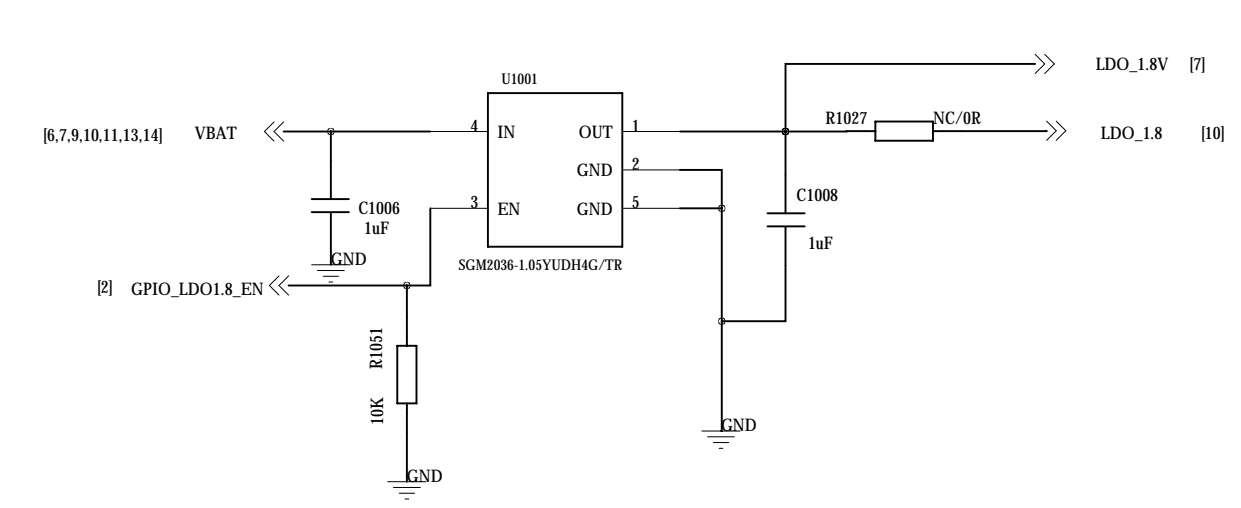 U1001
LDO_1.8V [7]
[6,7,9,10,11,13,14] VBAT
4 IN OUT 1
R1027 NC/0R
LDO_1.8 [10]
GND 2
C1006
1uF
3 EN GND 5
C1008
1uF
GND
SGM2036-1.05YUDH4G/TR
[2] GPIO_LDO1.8_EN
R1051
10K
GND
GND